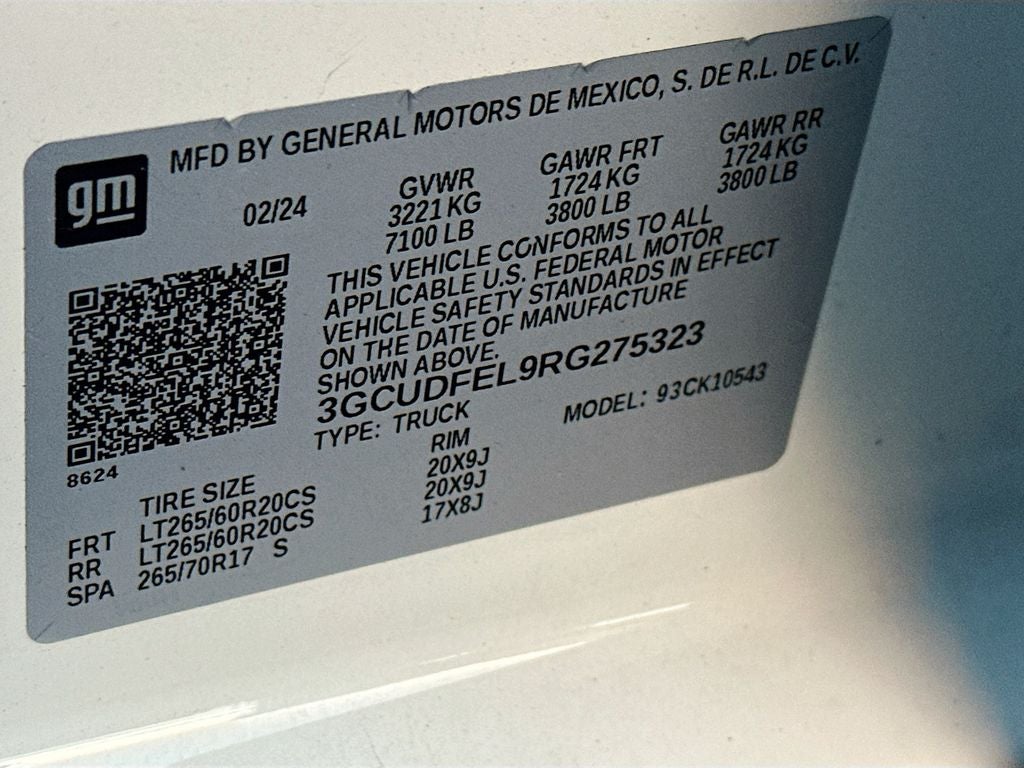 gm
MFD BY GENERAL MOTORS DE MEXICO, S. DE R.L. DE C.V.
02/24 GVWR GAWR FRT GAWR RR
3221 KG 1724 KG 1724 KG
7100 LB 3800 LB 3800 LB
THIS VEHICLE CONFORMS TO ALL
APPLICABLE U.S. FEDERAL MOTOR
VEHICLE SAFETY STANDARDS IN EFFECT
ON THE DATE OF MANUFACTURE
SHOWN ABOVE.
3GCUDFEL9RG275323
TYPE: TRUCK MODEL: 93CK10543
8624
TIRE SIZE RIM
FRT LT265/60R20CS 20X9J
RR LT265/60R20CS 20X9J
SPA 265/70R17 S 17X8J